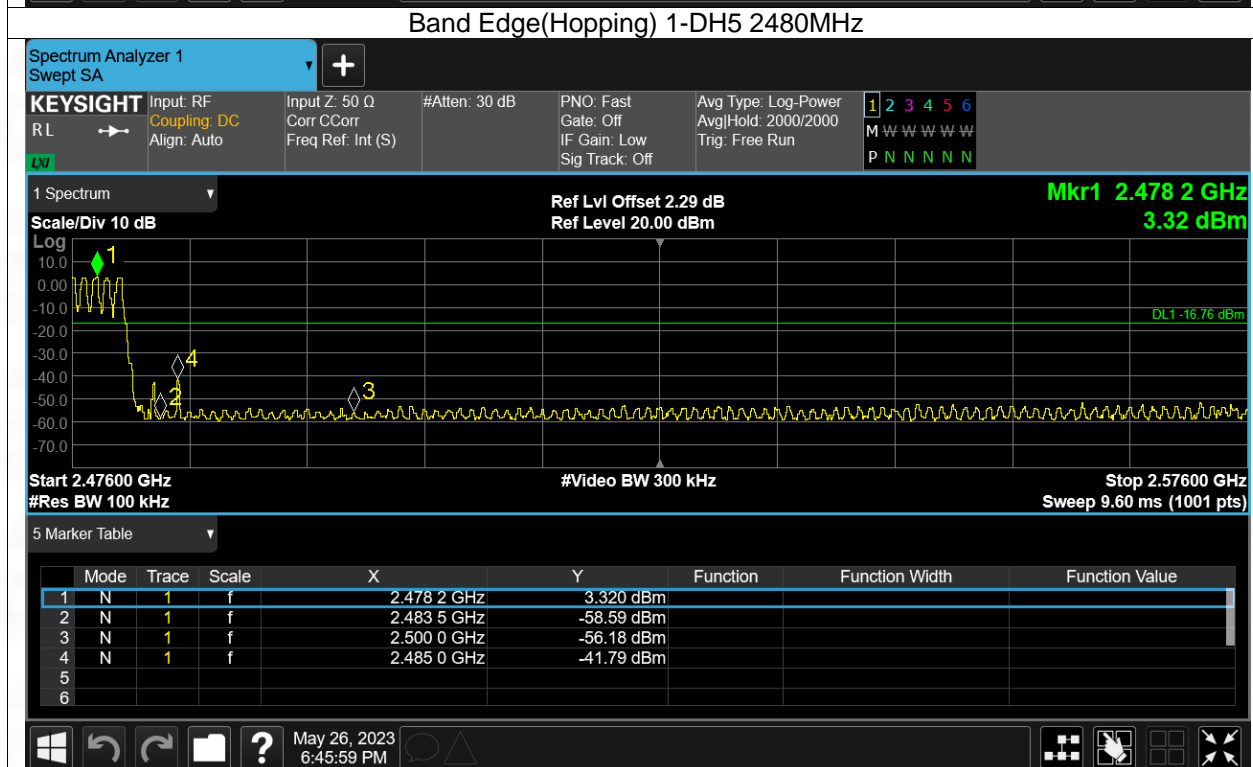 Band Edge(Hopping) 1-DH5 2480MHz
Spectrum Analyzer 1
Swept SA
KEYSIGHT Input: RF Input Z: 50 Ω #Atten: 30 dB PNO: Fast Avg Type: Log-Power 1 2 3 4 5 6
RL Coupling: DC Corr CCorr Gate: Off Avg|Hold: 2000/2000 M W W W W W
Align: Auto Freq Ref: Int (S) IF Gain: Low Trig: Free Run
LXI Sig Track: Off P N N N N N
1 Spectrum Ref Lvl Offset 2.29 dB Mkr1 2.478 2 GHz
Scale/Div 10 dB Ref Level 20.00 dBm 3.32 dBm
Log
1
10.0
0.00
-10.0
DL1 -16.76 dBm
-20.0
-30.0
4
-40.0
2 3
-50.0
-60.0
-70.0
Start 2.47600 GHz #Video BW 300 kHz Stop 2.57600 GHz
#Res BW 100 kHz Sweep 9.60 ms (1001 pts)
5 Marker Table
Mode Trace Scale X Y Function Function Width Function Value
1 N 1 f 2.478 2 GHz 3.320 dBm
2 N 1 f 2.483 5 GHz -58.59 dBm
3 N 1 f 2.500 0 GHz -56.18 dBm
4 N 1 f 2.485 0 GHz -41.79 dBm
5
6
? May 26, 2023
6:45:59 PM